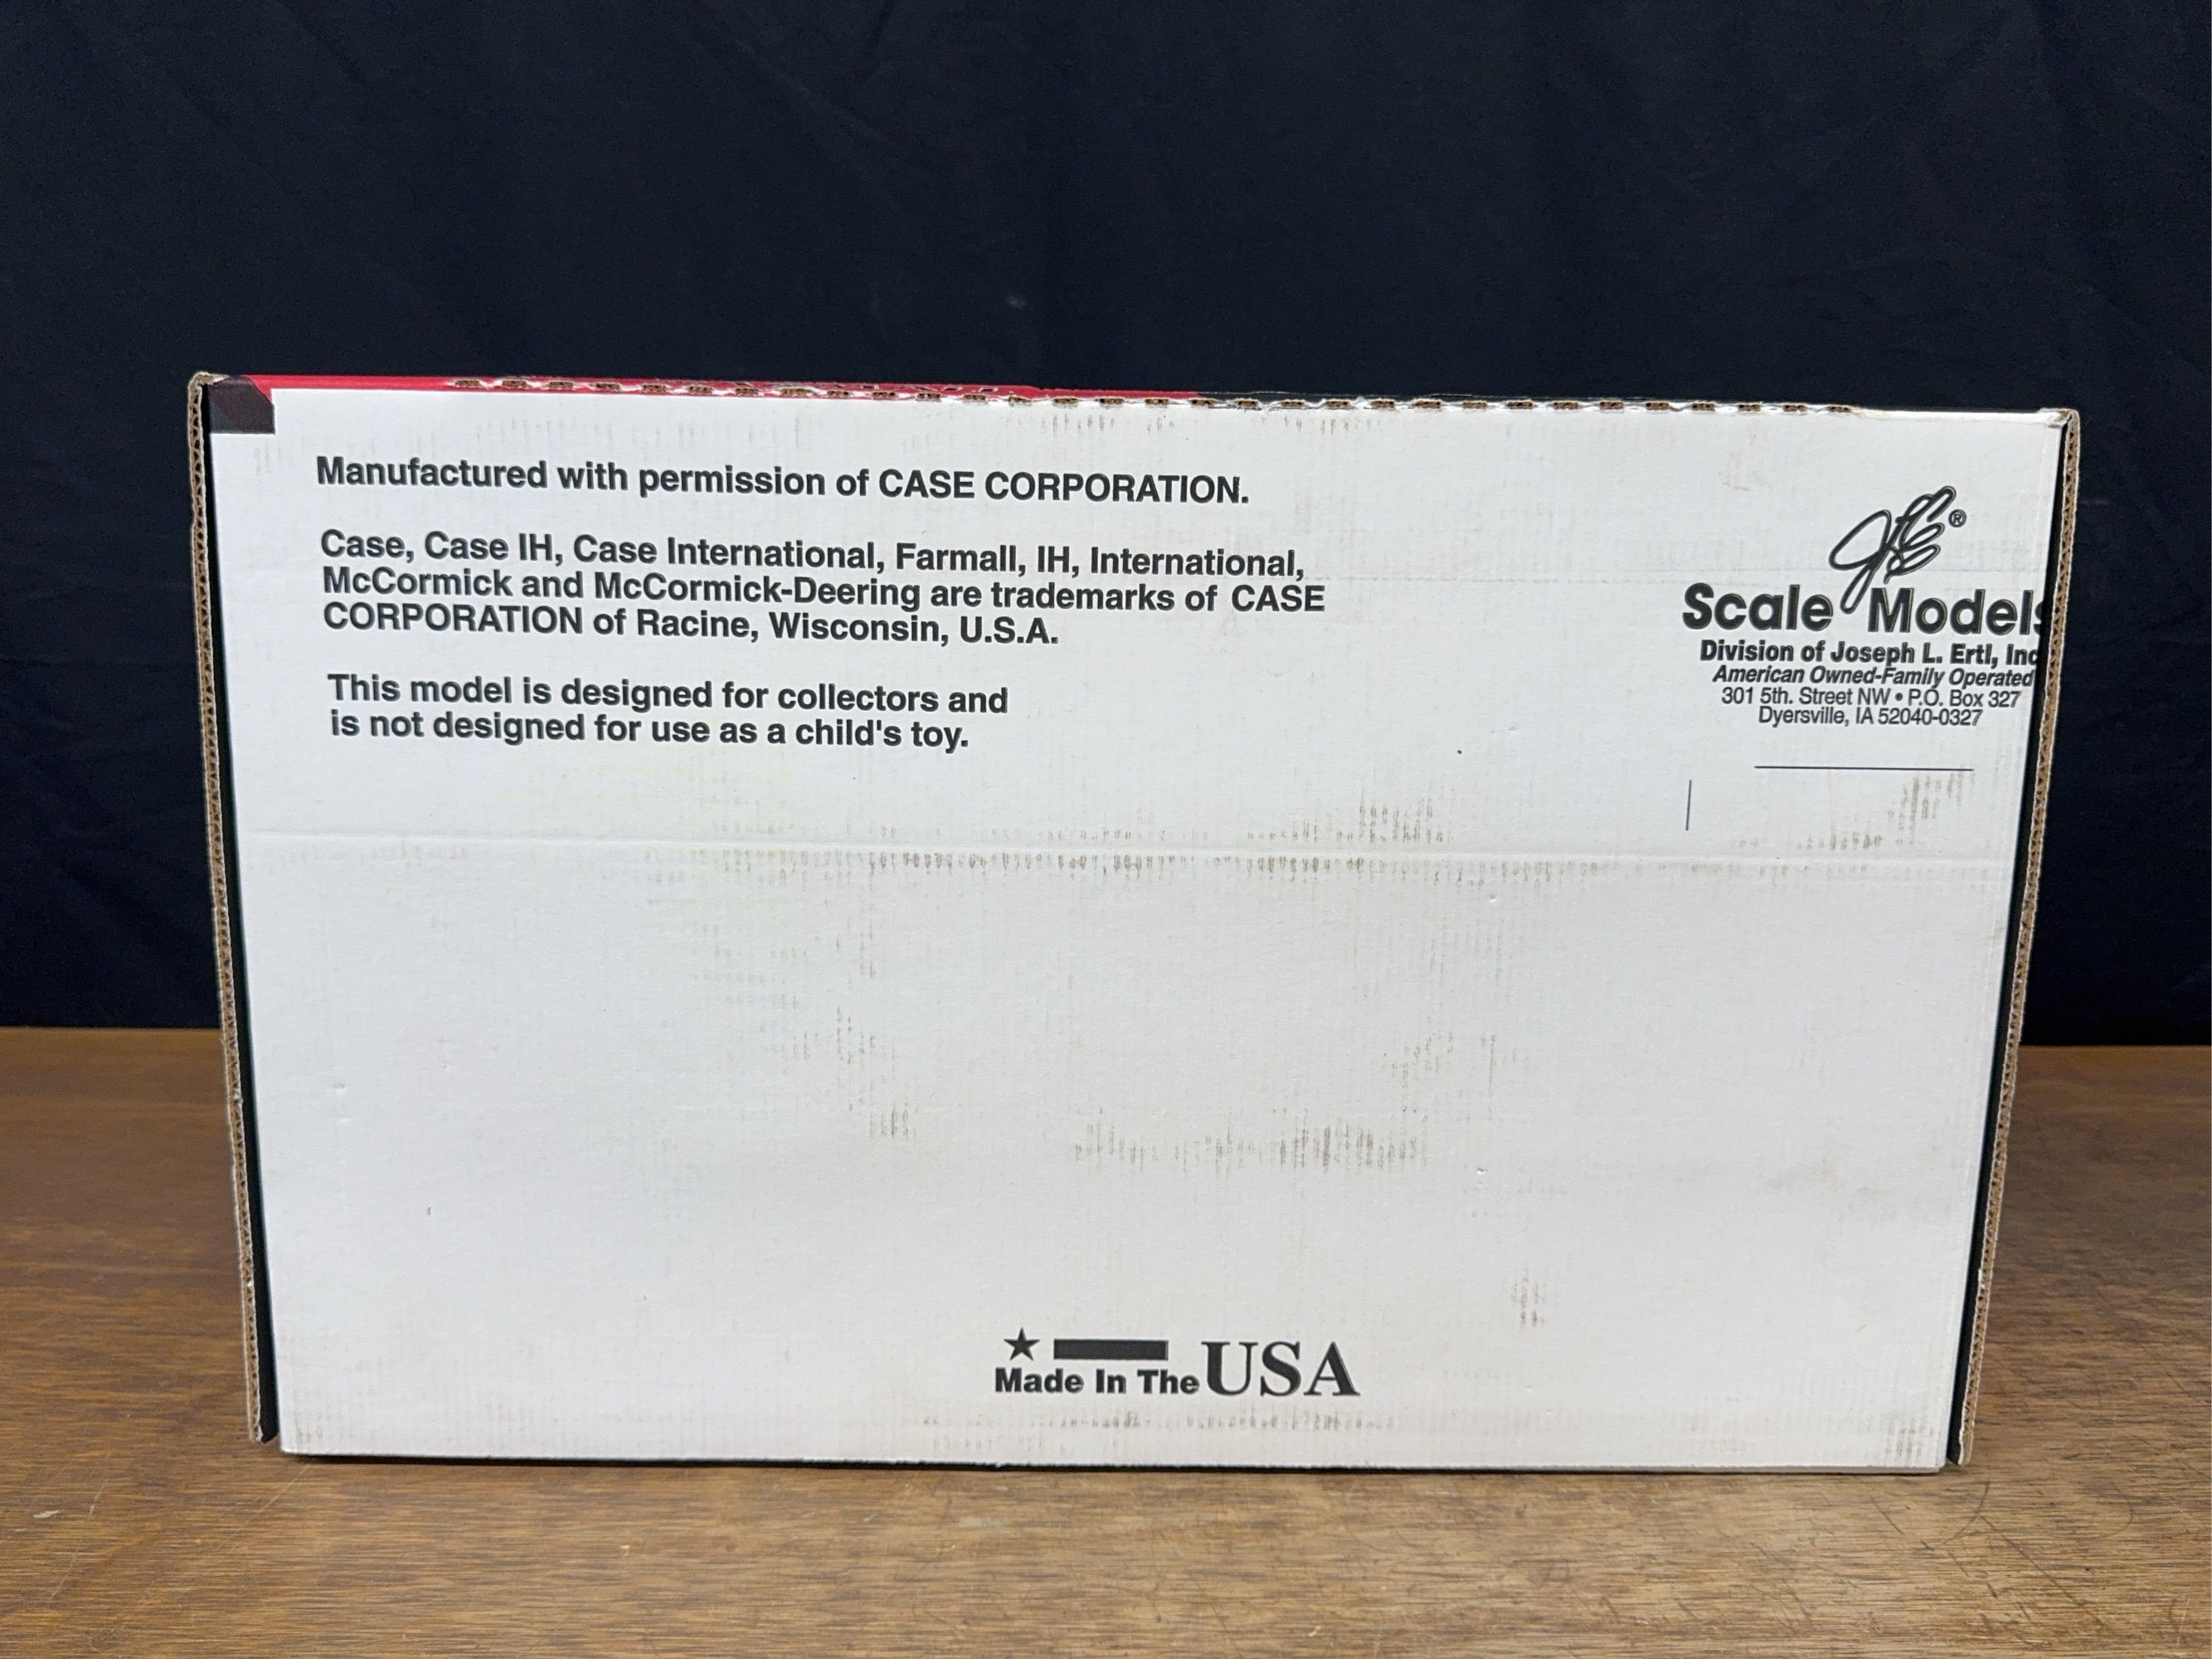 Manufactured with permission of CASE CORPORATION.
Case, Case IH, Case International, Farmall, IH, International,
McCormick and McCormick-Deering are trademarks of CASE
CORPORATION of Racine, Wisconsin, U.S.A.
This model is designed for collectors and
is not designed for use as a child's toy.
JLE®
Scale Models
Division of Joseph L. Ertl, Inc
American Owned-Family Operated
301 5th. Street NW • P.O. Box 327
Dyersville, IA 52040-0327
Made In The USA